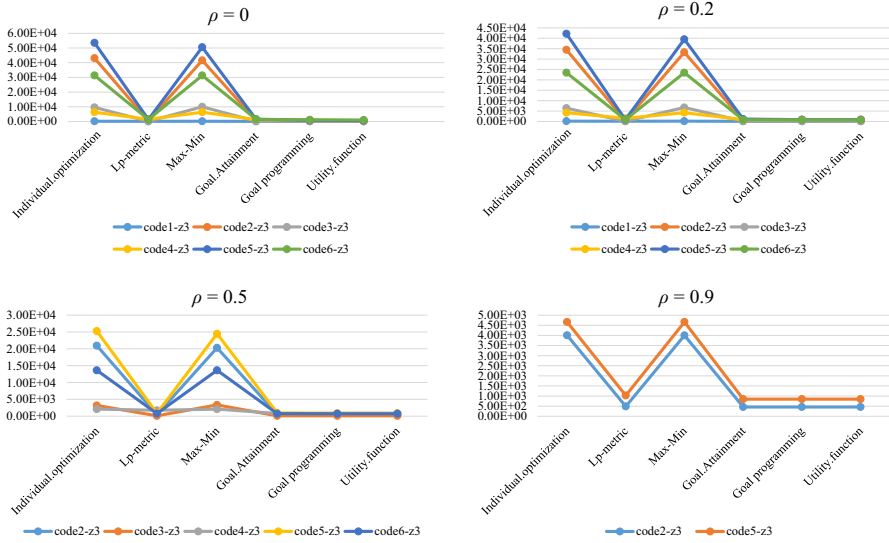 ρ = 0
6.00E+04
5.00E+04
4.00E+04
3.00E+04
2.00E+04
1.00E+04
0.00E+00
Individual.optimization
Lp-metric
Max-Min
Goal.Attainment
Goal programming
Utility.function
code1-z3 code2-z3 code3-z3
code4-z3 code5-z3 code6-z3
ρ = 0.2
4.50E+04
4.00E+04
3.50E+04
3.00E+04
2.50E+04
2.00E+04
1.50E+04
1.00E+04
5.00E+03
0.00E+00
Individual.optimization
Lp-metric
Max-Min
Goal.Attainment
Goal programming
Utility.function
code1-z3 code2-z3 code3-z3
code4-z3 code5-z3 code6-z3
ρ = 0.5
3.00E+04
2.50E+04
2.00E+04
1.50E+04
1.00E+04
5.00E+03
0.00E+00
Individual.optimization
Lp-metric
Max-Min
Goal.Attainment
Goal programming
Utility.function
code2-z3 code3-z3 code4-z3 code5-z3 code6-z3
ρ = 0.9
5.00E+03
4.50E+03
4.00E+03
3.50E+03
3.00E+03
2.50E+03
2.00E+03
1.50E+03
1.00E+03
5.00E+02
0.00E+00
Individual.optimization
Lp-metric
Max-Min
Goal.Attainment
Goal programming
Utility.function
code2-z3 code5-z3